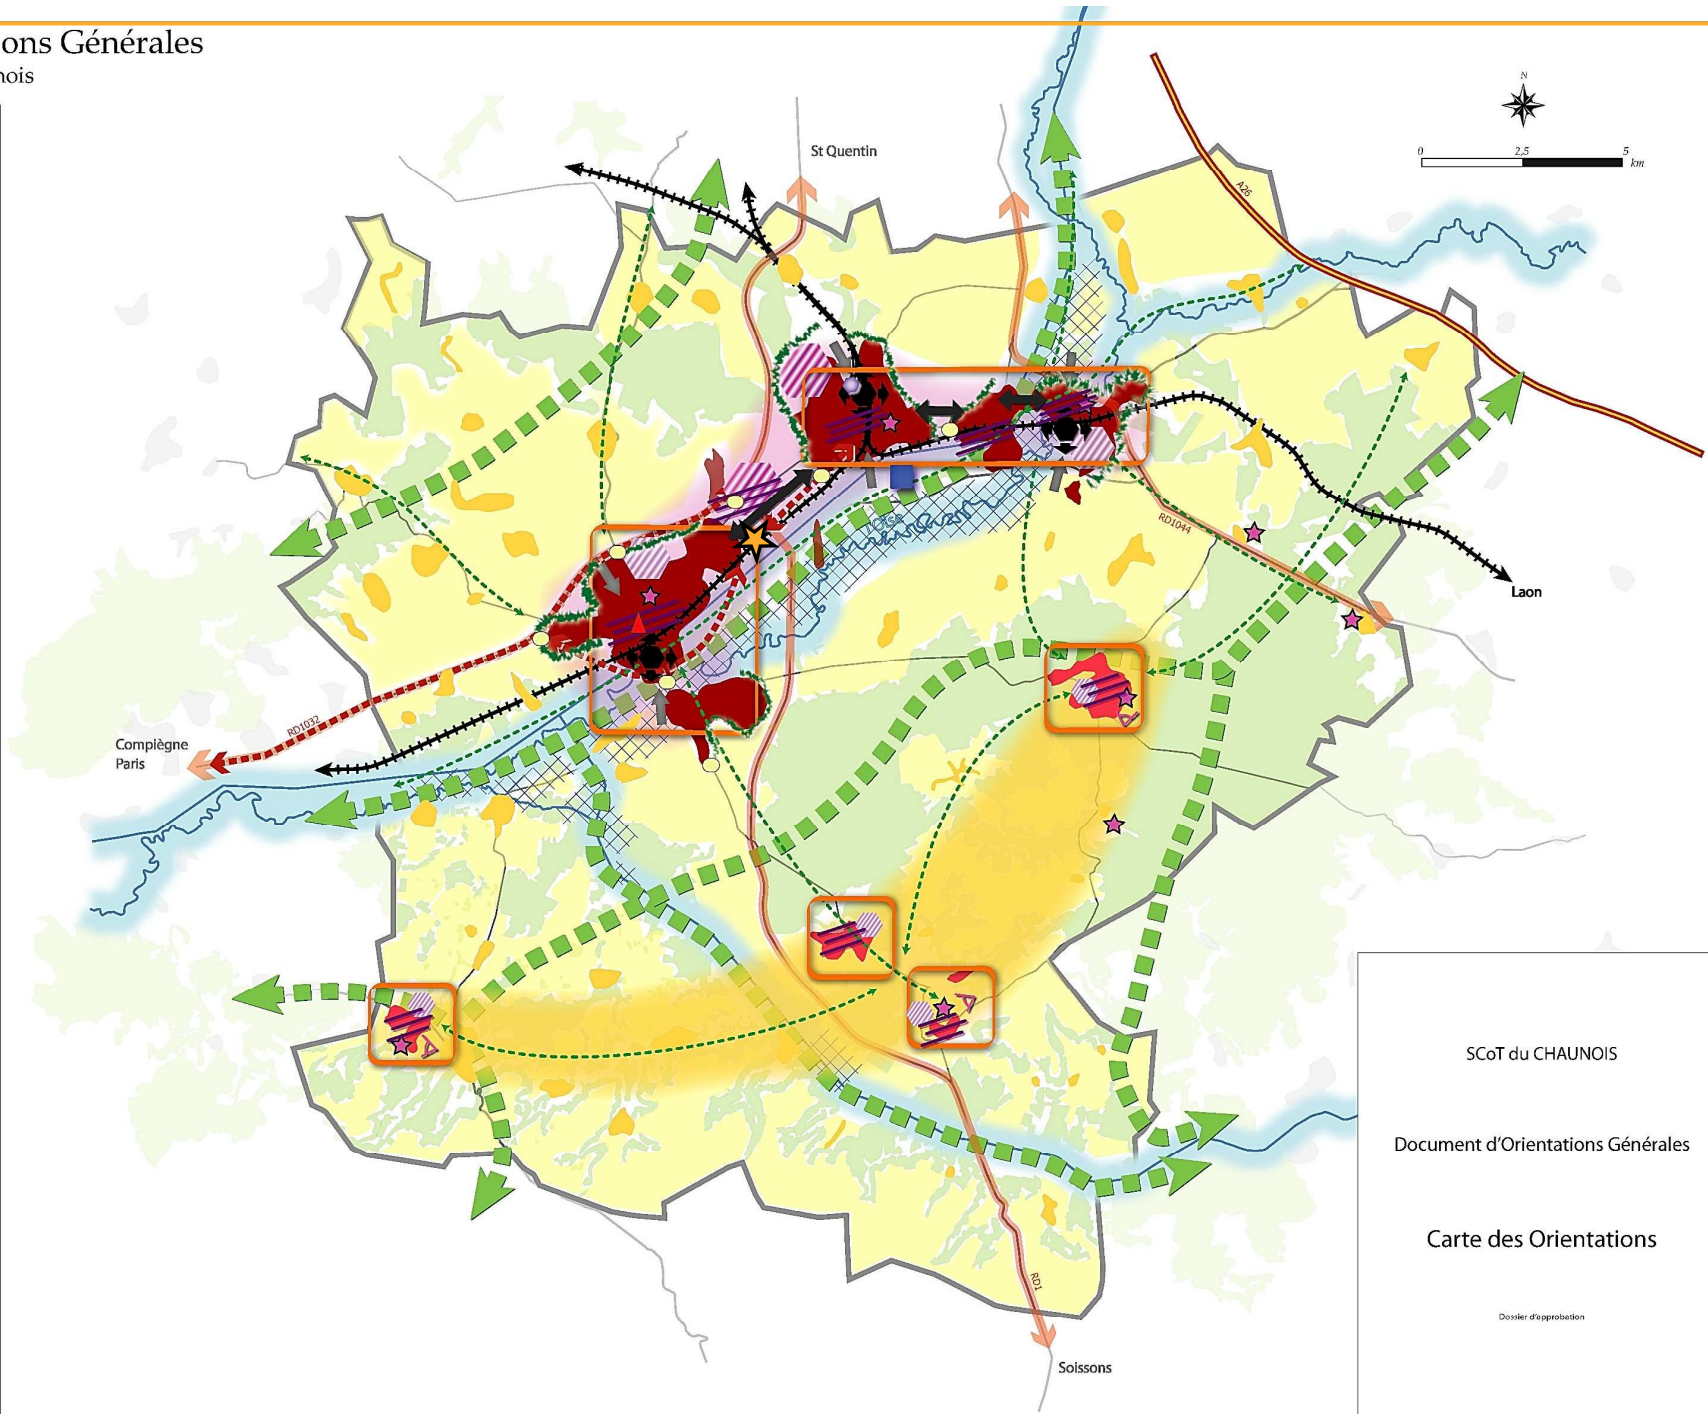 ons Générales
nois
N
0 2,5 5
km
St Quentin
A26
L'Oise
RD1044
Laon
RD1032
Compiègne
Paris
RD1
Soissons
SCoT du CHAUNOIS
Document d'Orientations Générales
Carte des Orientations
Dossier d'approbation